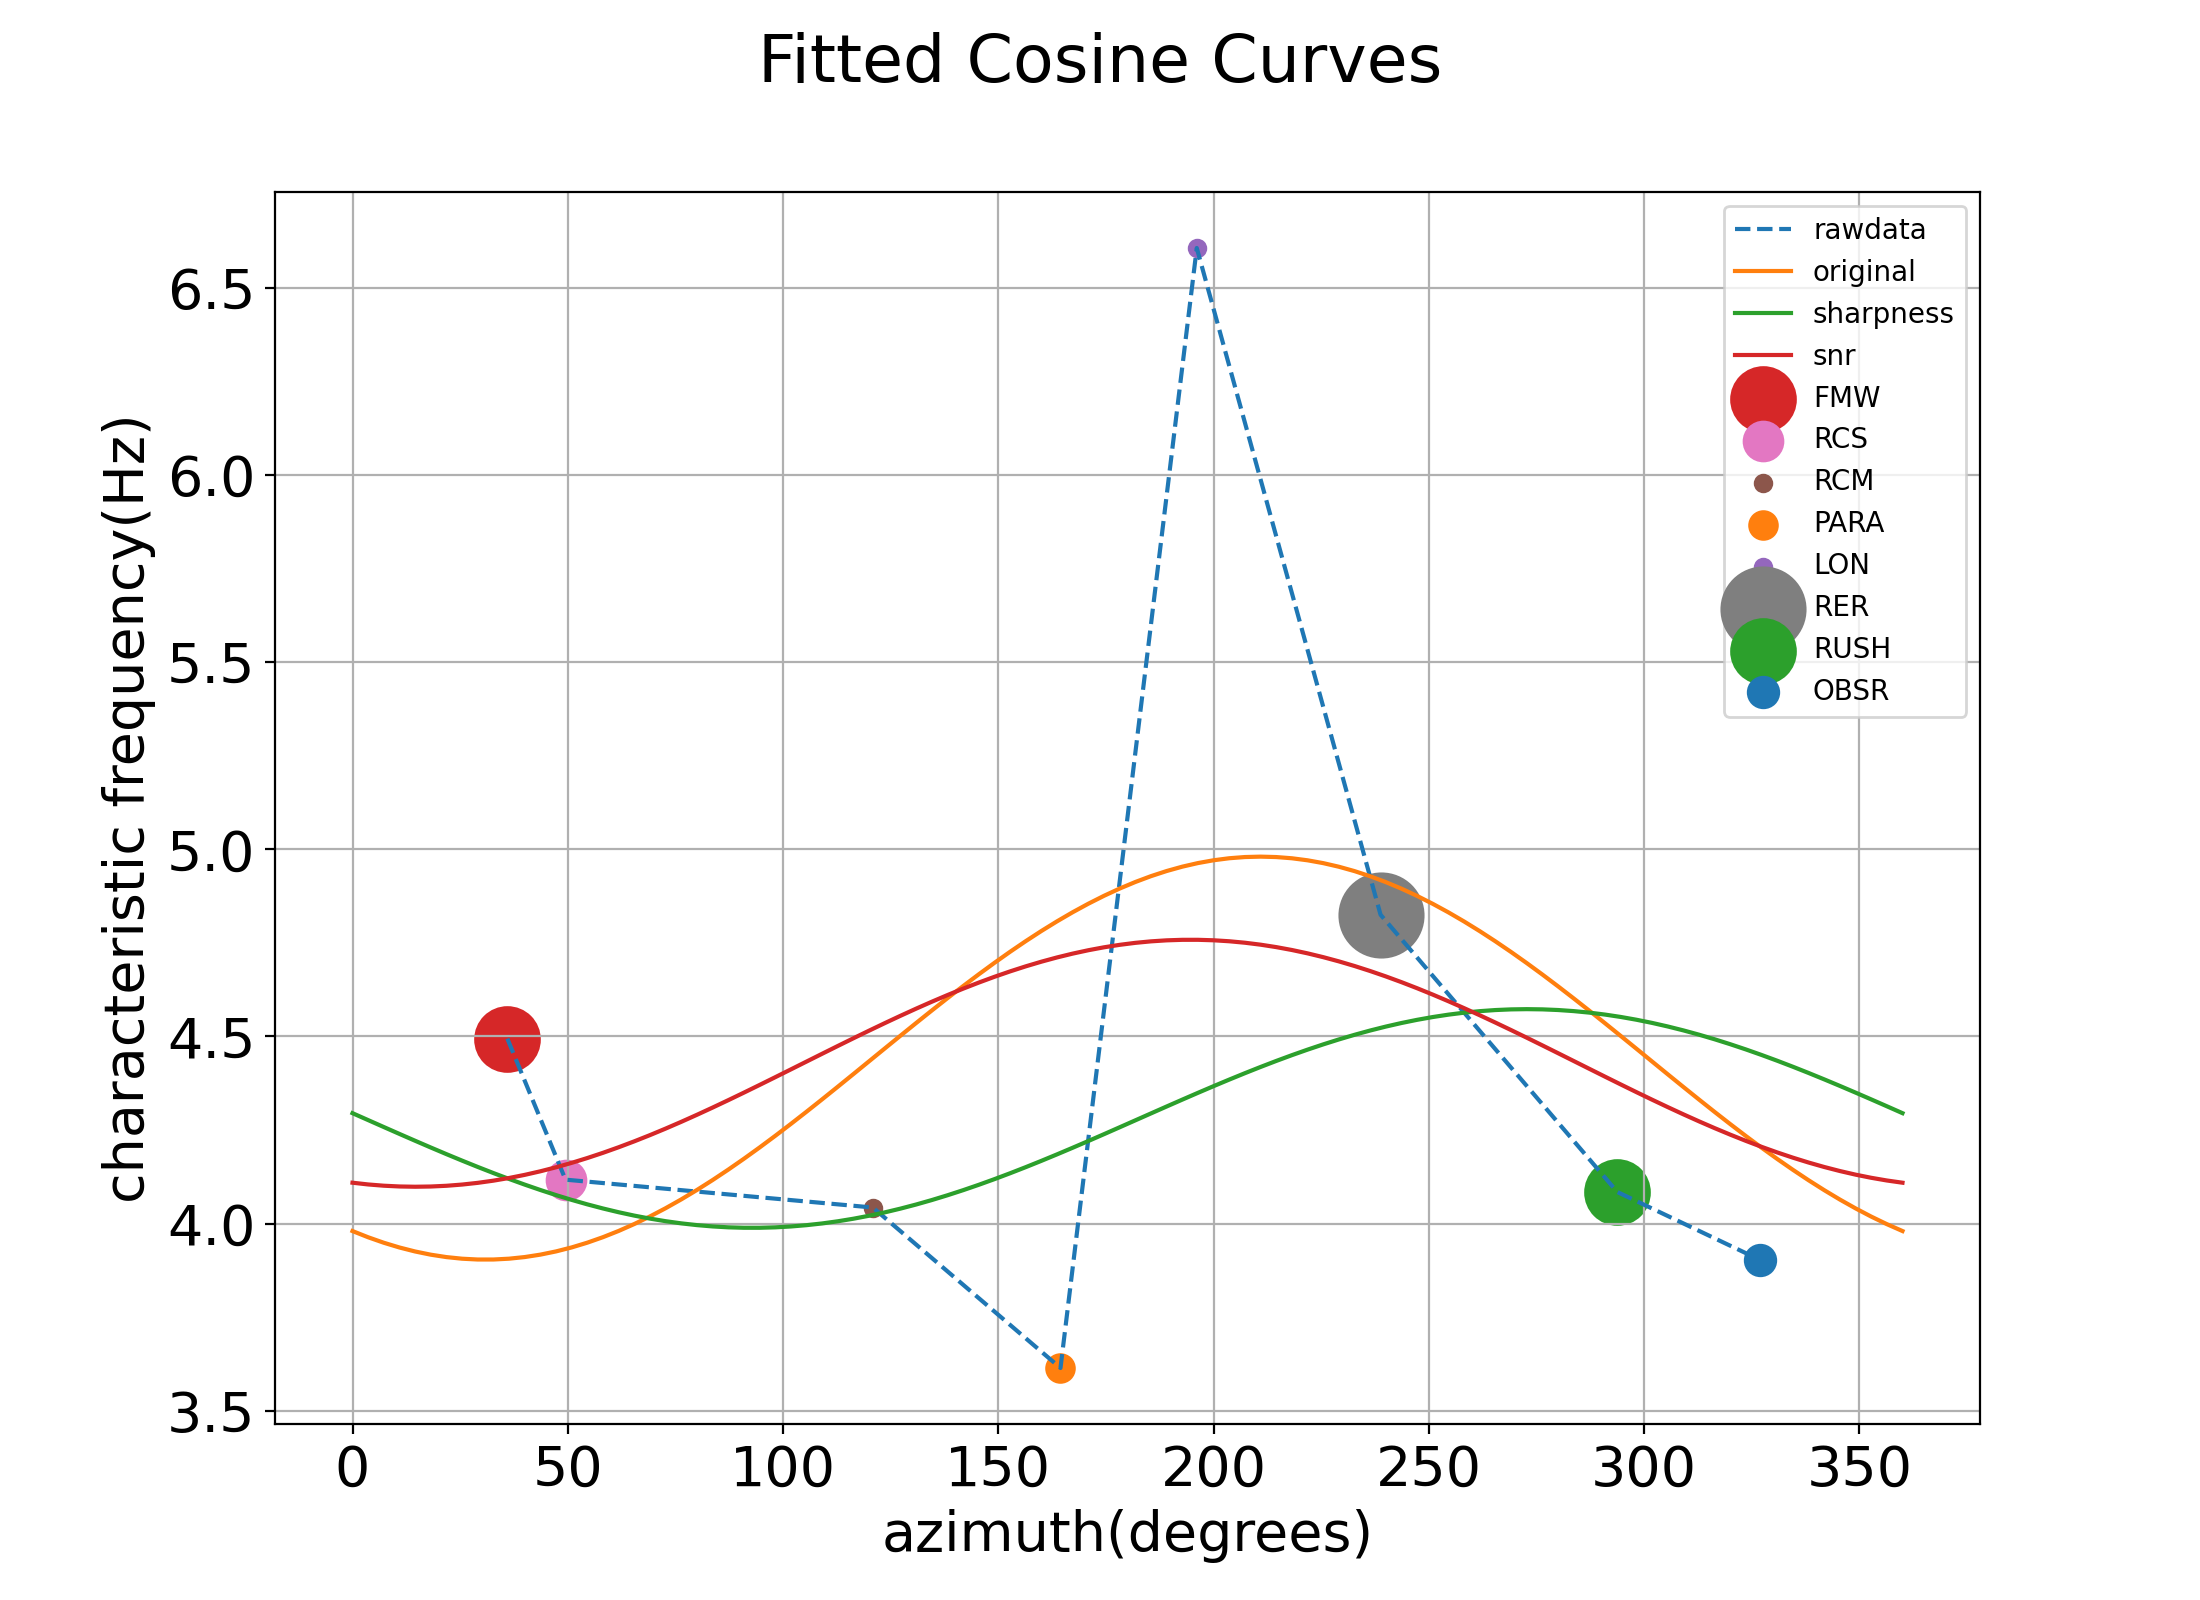 Fitted Cosine Curves
characteristic frequency(Hz)
6.5
6.0
5.5
5.0
4.5
4.0
3.5
rawdata
original
sharpness
snr
FMW
RCS
RCM
PARA
LON
RER
RUSH
OBSR
0 50 100 150 200 250 300 350
azimuth(degrees)